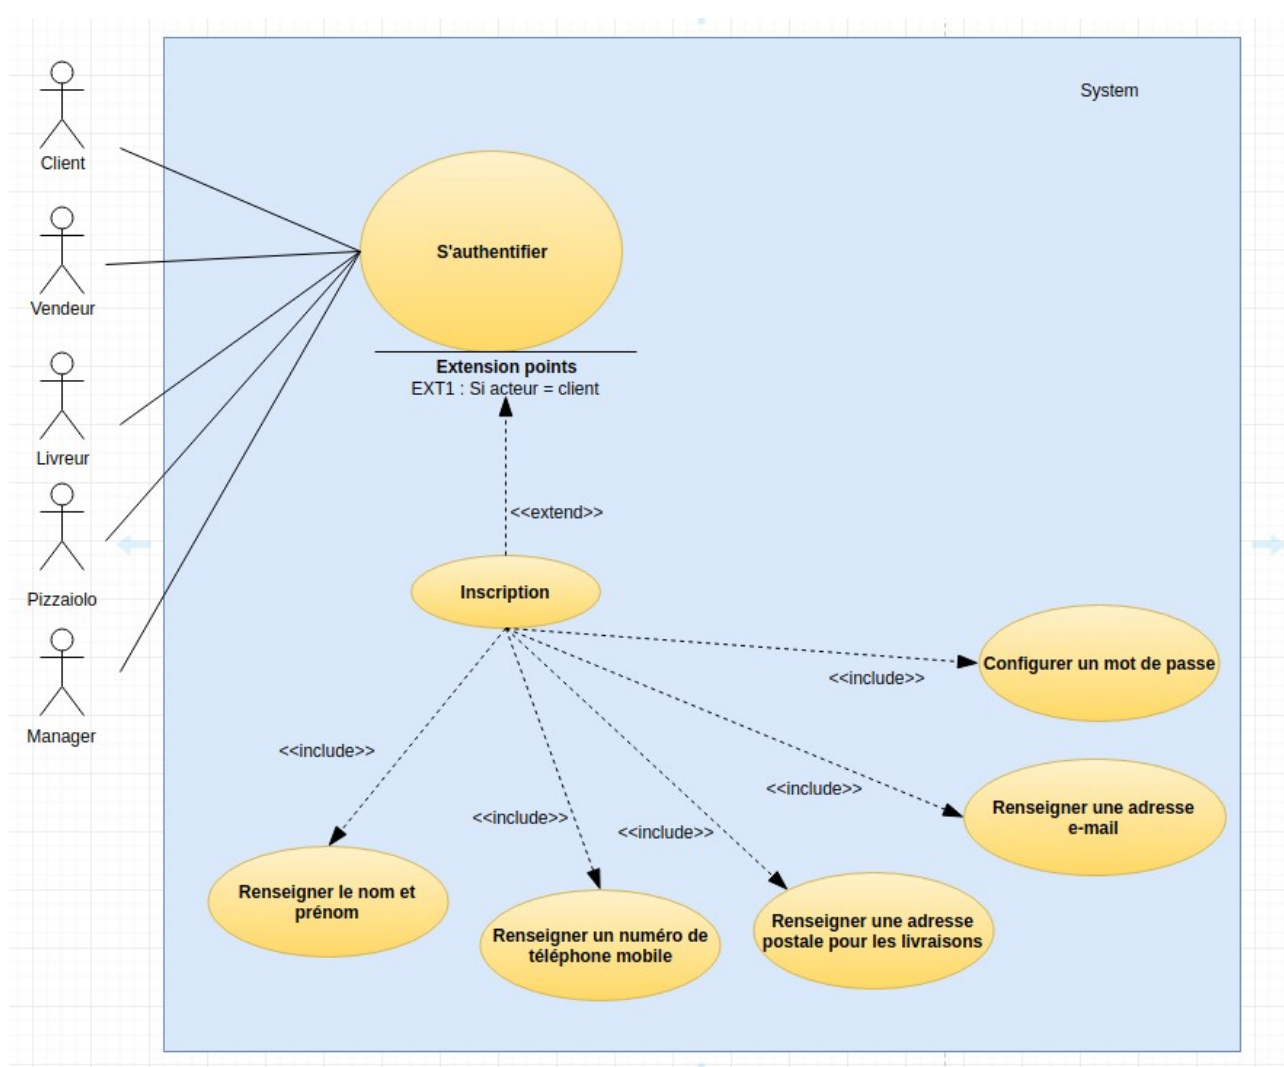 System
Client
S'authentifier
Vendeur
Extension points
EXT1 : Si acteur = client
Livreur
<<extend>>
Pizzaiolo
Inscription
Configurer un mot de passe
<<include>>
Manager
<<include>>
<<include>>
<<include>>
<<include>>
Renseigner une adresse
e-mail
Renseigner le nom et
prénom
Renseigner un numéro de
téléphone mobile
Renseigner une adresse
postale pour les livraisons